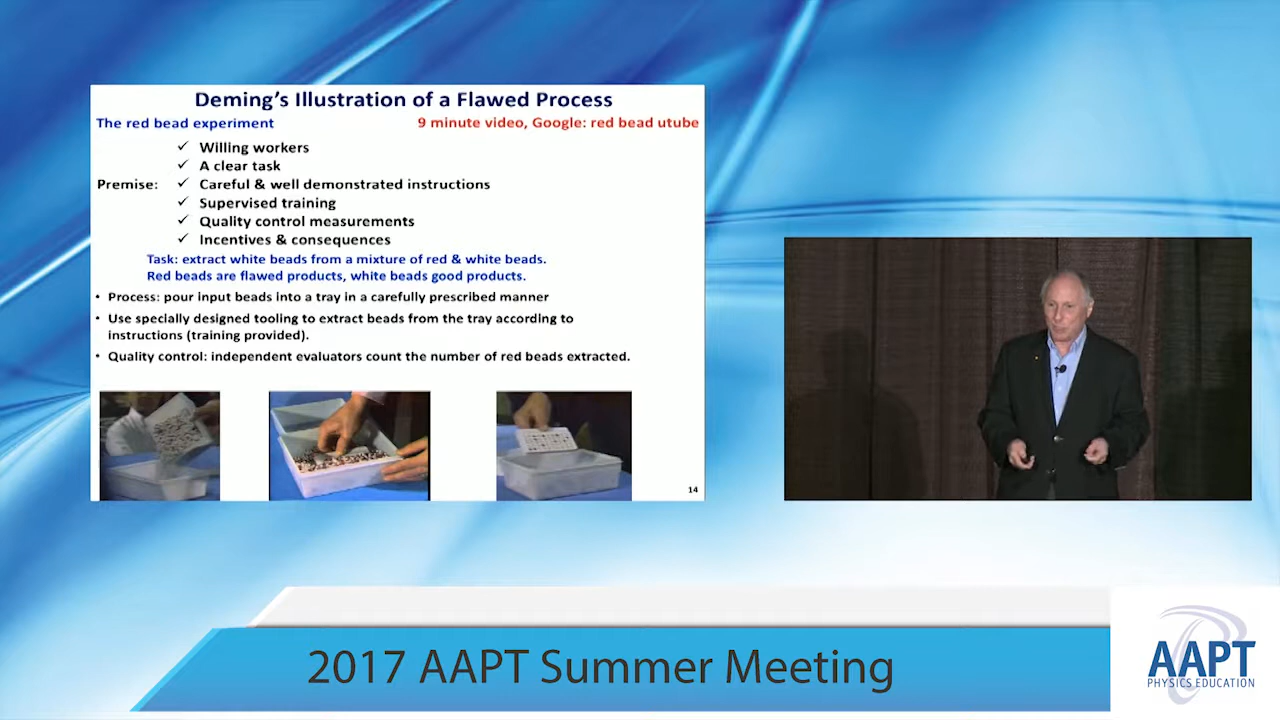 Deming's Illustration of a Flawed Process
The red bead experiment
9 minute video, Google: red bead utube
✓ Willing workers
✓ A clear task
Premise: ✓ Careful & well demonstrated instructions
✓ Supervised training
✓ Quality control measurements
✓ Incentives & consequences
Task: extract white beads from a mixture of red & white beads.
Red beads are flawed products, white beads good products.
• Process: pour input beads into a tray in a carefully prescribed manner
• Use specially designed tooling to extract beads from the tray according to
instructions (training provided).
• Quality control: independent evaluators count the number of red beads extracted.
14
2017 AAPT Summer Meeting
AAPT
PHYSICS EDUCATION